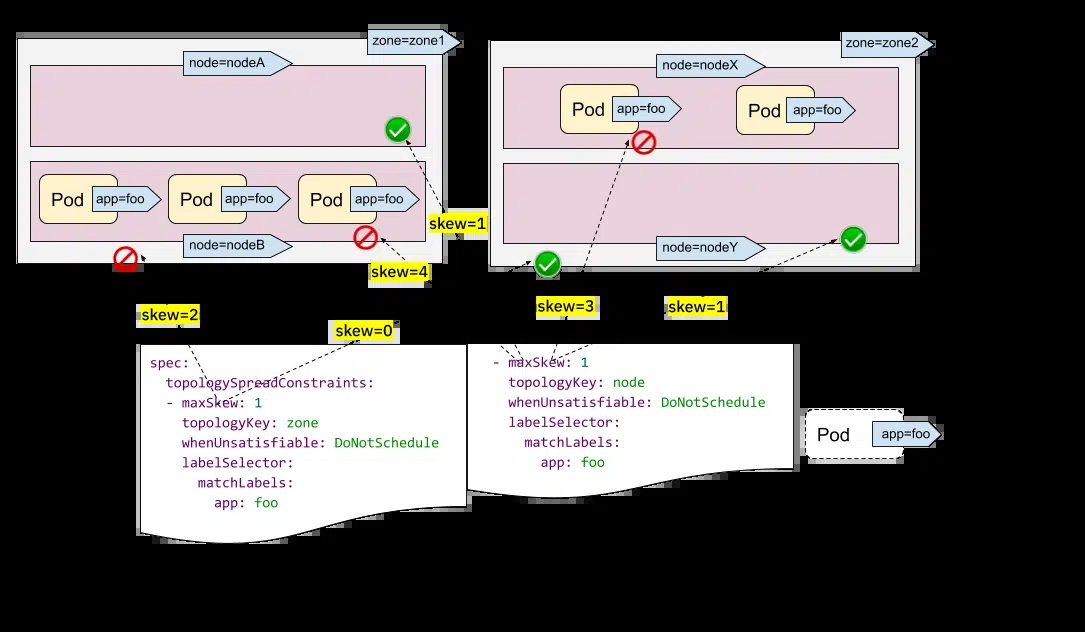 zone=zone1
zone=zone2
node=nodeA
node=nodeX
Pod app=foo
Pod app=foo
Pod app=foo
Pod app=foo
Pod app=foo
node=nodeB
node=nodeY
skew=1
skew=4
skew=2
skew=0
skew=3
skew=1
spec:
topologySpreadConstraints:
- maxSkew: 1
topologyKey: zone
whenUnsatisfiable: DoNotSchedule
labelSelector:
matchLabels:
app: foo
- maxSkew: 1
topologyKey: node
whenUnsatisfiable: DoNotSchedule
labelSelector:
matchLabels:
app: foo
Pod app=foo